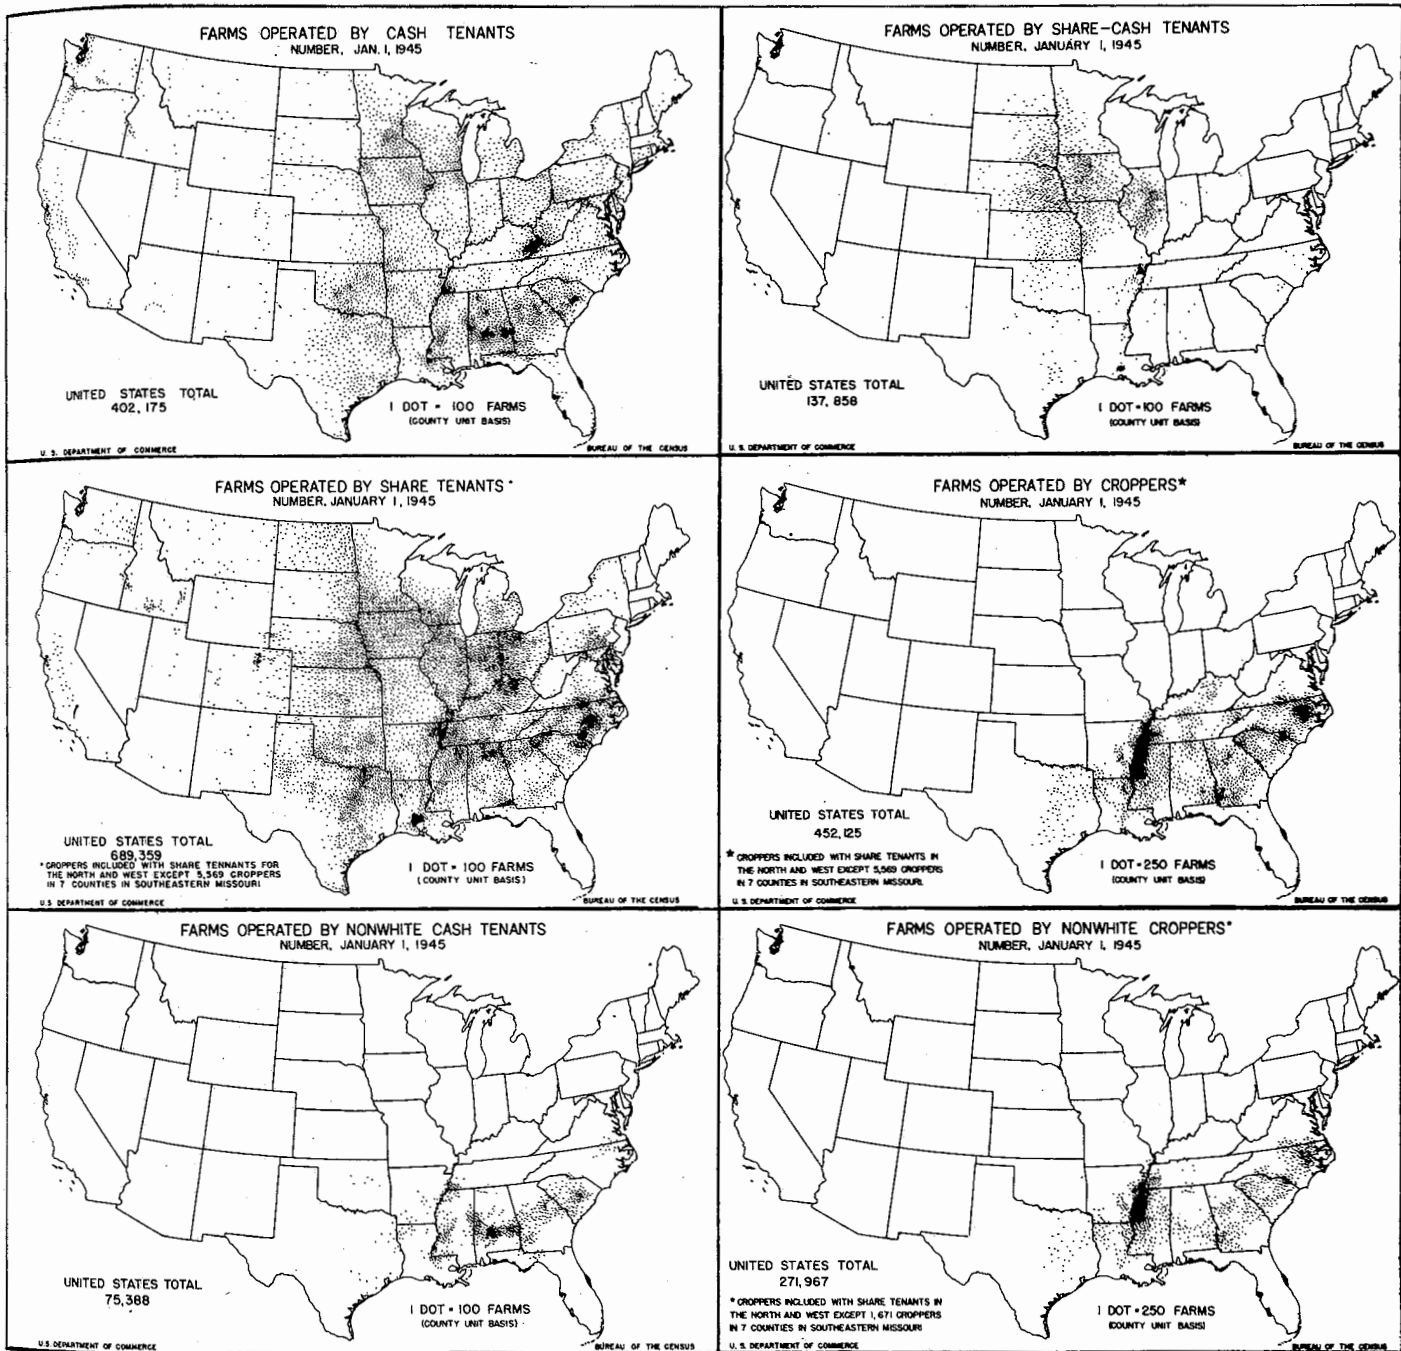 FARMS OPERATED BY CASH TENANTS
NUMBER, JAN. 1, 1945
UNITED STATES TOTAL
402,175
1 DOT = 100 FARMS
(COUNTY UNIT BASIS)
U. S. DEPARTMENT OF COMMERCE
BUREAU OF THE CENSUS
FARMS OPERATED BY SHARE-CASH TENANTS
NUMBER, JANUARY 1, 1945
UNITED STATES TOTAL
137,858
1 DOT = 100 FARMS
(COUNTY UNIT BASIS)
U. S. DEPARTMENT OF COMMERCE
BUREAU OF THE CENSUS
FARMS OPERATED BY SHARE TENANTS *
NUMBER, JANUARY 1, 1945
UNITED STATES TOTAL
689,359
* CROPPERS INCLUDED WITH SHARE TENNANTS FOR
THE NORTH AND WEST EXCEPT 5,569 CROPPERS
IN 7 COUNTIES IN SOUTHEASTERN MISSOURI
1 DOT = 100 FARMS
(COUNTY UNIT BASIS)
U.S. DEPARTMENT OF COMMERCE
BUREAU OF THE CENSUS
FARMS OPERATED BY CROPPERS*
NUMBER, JANUARY 1, 1945
UNITED STATES TOTAL
452,125
* CROPPERS INCLUDED WITH SHARE TENANTS IN
THE NORTH AND WEST EXCEPT 5,569 CROPPERS
IN 7 COUNTIES IN SOUTHEASTERN MISSOURI.
1 DOT = 250 FARMS
(COUNTY UNIT BASIS)
U. S. DEPARTMENT OF COMMERCE
BUREAU OF THE CENSUS
FARMS OPERATED BY NONWHITE CASH TENANTS
NUMBER, JANUARY 1, 1945
UNITED STATES TOTAL
75,388
1 DOT = 100 FARMS
(COUNTY UNIT BASIS)
U.S. DEPARTMENT OF COMMERCE
BUREAU OF THE CENSUS
FARMS OPERATED BY NONWHITE CROPPERS*
NUMBER, JANUARY 1, 1945
UNITED STATES TOTAL
271,967
* CROPPERS INCLUDED WITH SHARE TENANTS IN
THE NORTH AND WEST EXCEPT 1,671 CROPPERS
IN 7 COUNTIES IN SOUTHEASTERN MISSOURI
1 DOT = 250 FARMS
(COUNTY UNIT BASIS)
U. S. DEPARTMENT OF COMMERCE
BUREAU OF THE CENSUS